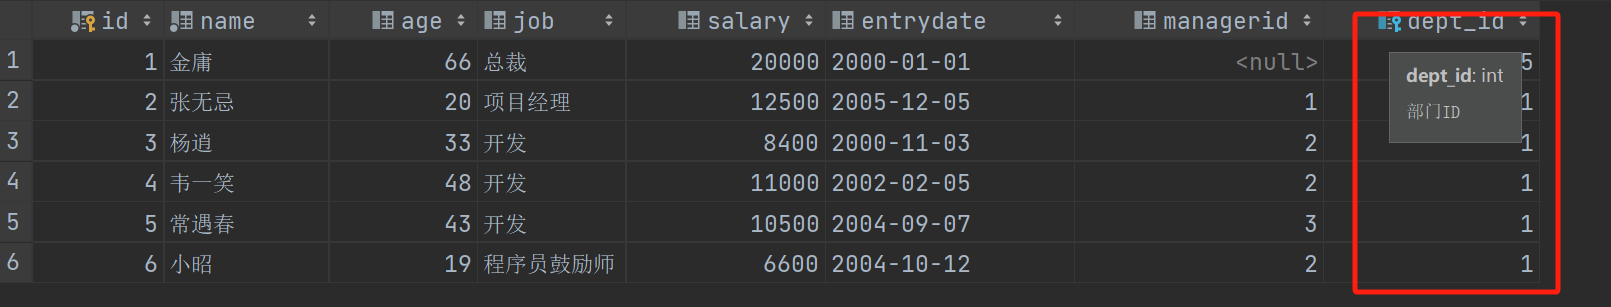 id name age job salary entrydate managerid dept_id
1 1 金庸 66 总裁 20000 2000-01-01 <null> 5
dept_id: int
2 2 张无忌 20 项目经理 12500 2005-12-05 1 1
部门ID
3 3 杨逍 33 开发 8400 2000-11-03 2 1
4 4 韦一笑 48 开发 11000 2002-02-05 2 1
5 5 常遇春 43 开发 10500 2004-09-07 3 1
6 6 小昭 19 程序员鼓励师 6600 2004-10-12 2 1